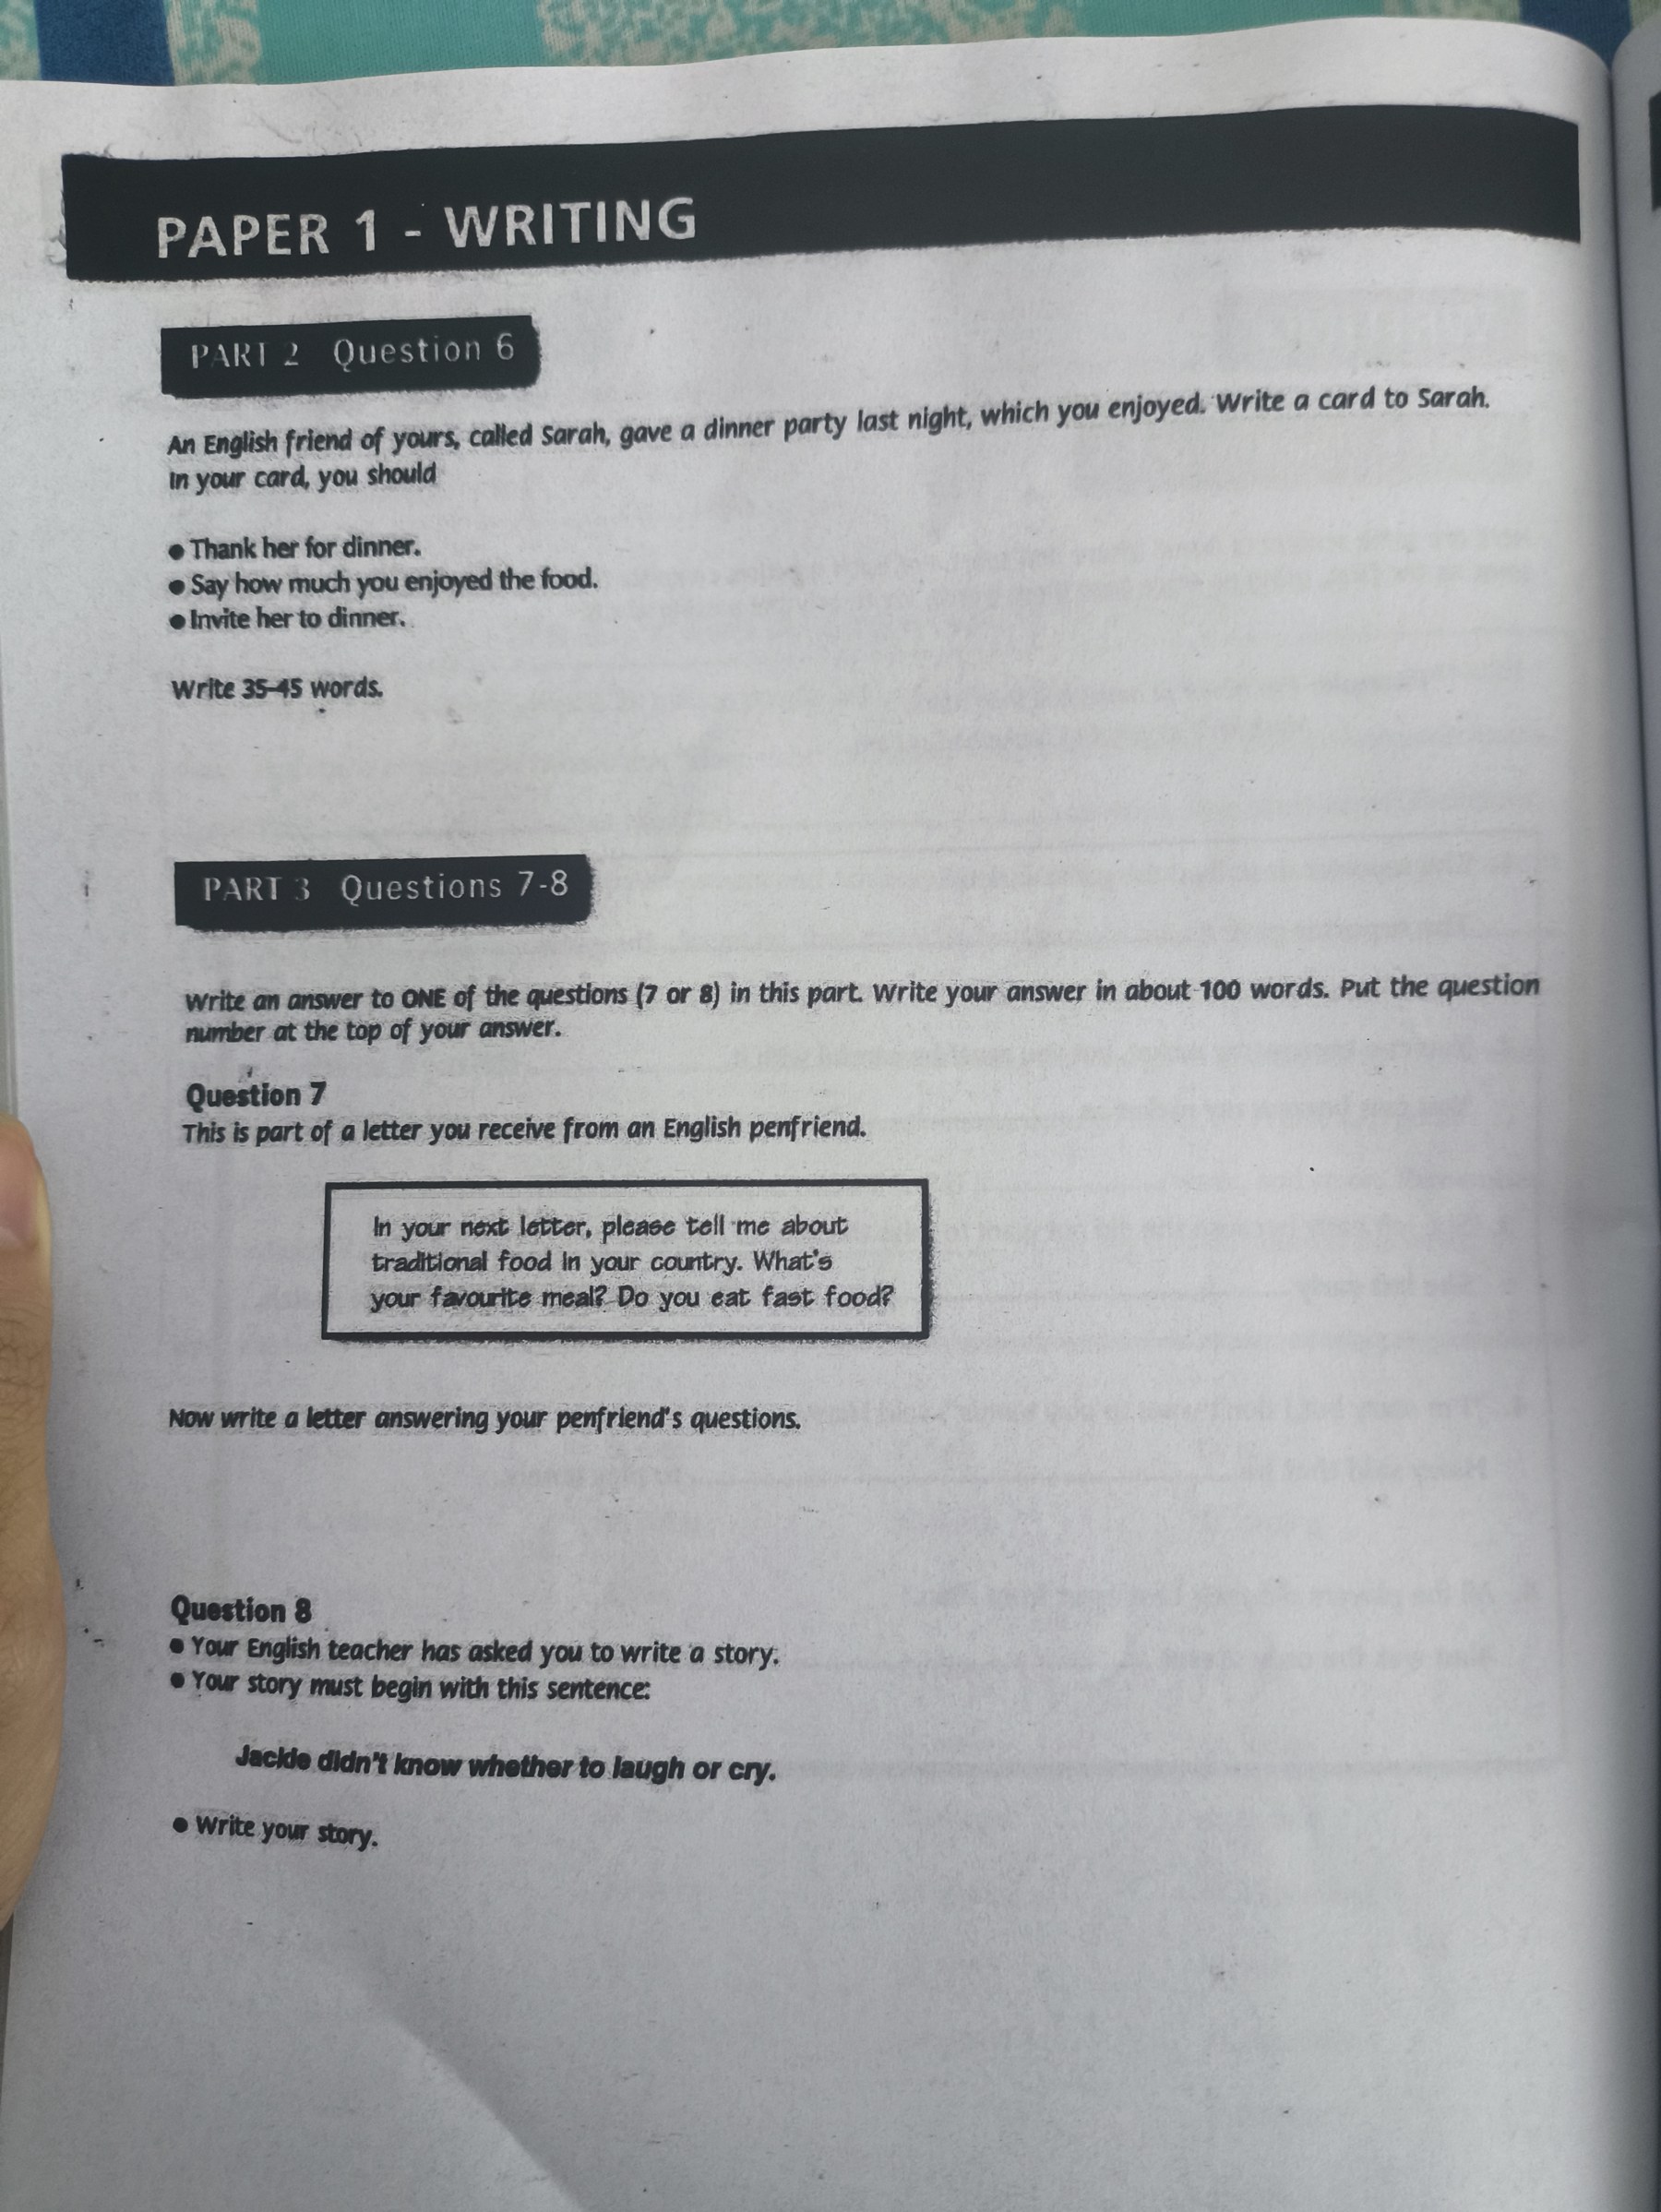 PAPER 1 - WRITING
PART 2 Question 6
An English friend of yours, called Sarah, gave a dinner party last night, which you enjoyed. Write a card to Sarah.
In your card, you should
● Thank her for dinner.
● Say how much you enjoyed the food.
● Invite her to dinner.
Write 35-45 words.
PART 3 Questions 7-8
Write an answer to ONE of the questions (7 or 8) in this part. Write your answer in about 100 words. Put the question
number at the top of your answer.
Question 7
This is part of a letter you receive from an English penfriend.
In your next letter, please tell me about
traditional food in your country. What's
your favourite meal? Do you eat fast food?
Now write a letter answering your penfriend's questions.
Question 8
● Your English teacher has asked you to write a story.
● Your story must begin with this sentence:
Jackie didn't know whether to laugh or cry.
● Write your story.